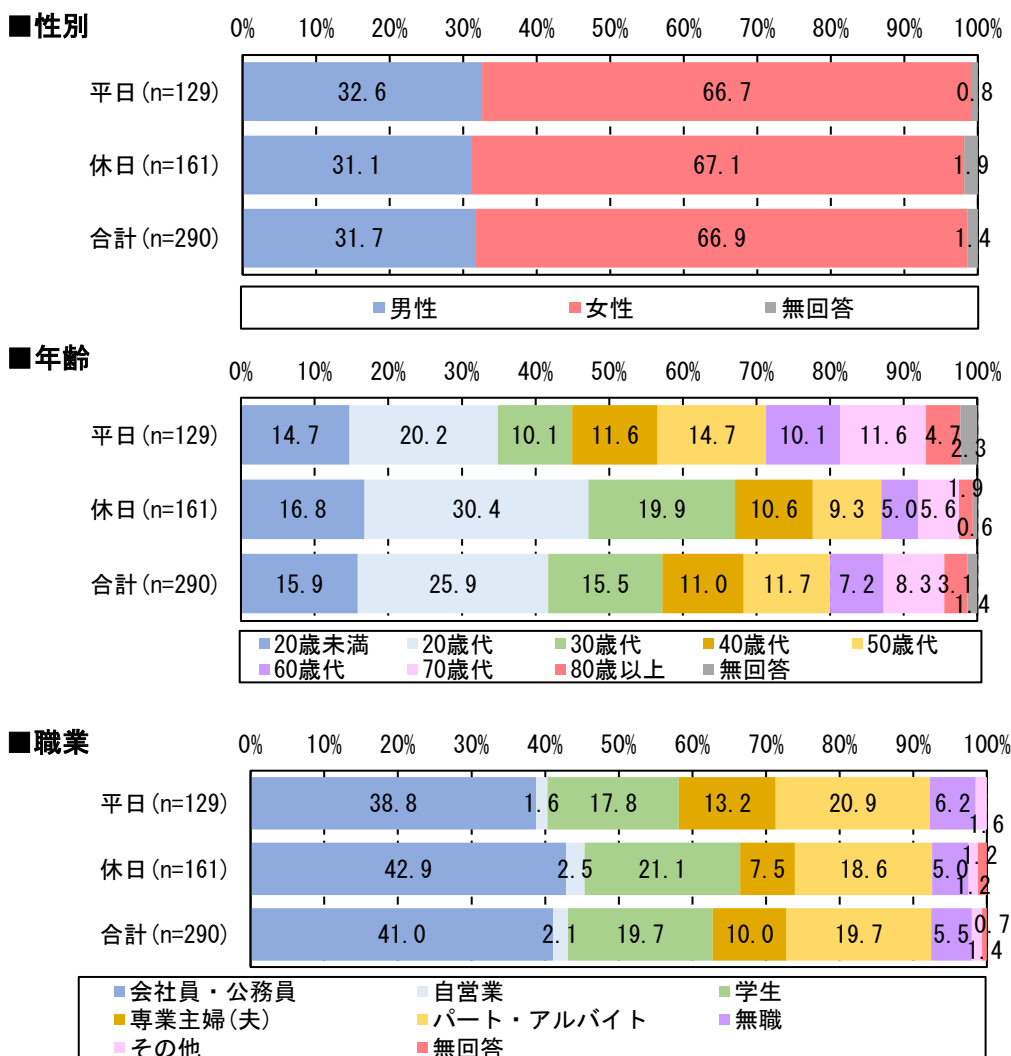 ■性別
0% 10% 20% 30% 40% 50% 60% 70% 80% 90% 100%
平日(n=129) 32.6 66.7 0.8
休日(n=161) 31.1 67.1 1.9
合計(n=290) 31.7 66.9 1.4
男性 女性 無回答
■年齢
0% 10% 20% 30% 40% 50% 60% 70% 80% 90% 100%
平日(n=129) 14.7 20.2 10.1 11.6 14.7 10.1 11.6 4.7 2.3
休日(n=161) 16.8 30.4 19.9 10.6 9.3 5.0 5.6 1.9 0.6
合計(n=290) 15.9 25.9 15.5 11.0 11.7 7.2 8.3 3.1 1.4
20歳未満 20歳代 30歳代 40歳代 50歳代
60歳代 70歳代 80歳以上 無回答
■職業
0% 10% 20% 30% 40% 50% 60% 70% 80% 90% 100%
平日(n=129) 38.8 1.6 17.8 13.2 20.9 6.2 1.6
休日(n=161) 42.9 2.5 21.1 7.5 18.6 5.0 1.2 1.2
合計(n=290) 41.0 2.1 19.7 10.0 19.7 5.5 1.4 0.7
会社員・公務員 自営業 学生
専業主婦(夫) パート・アルバイト 無職
その他 無回答